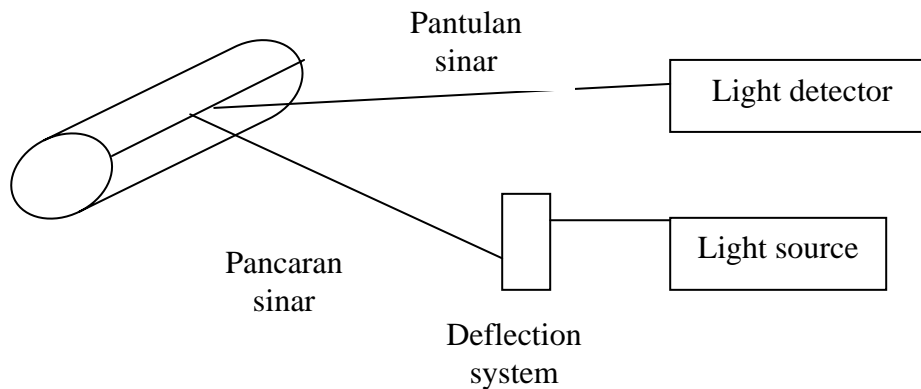 Pantulan
sinar
Light detector
Light source
Pancaran
sinar
Deflection
system